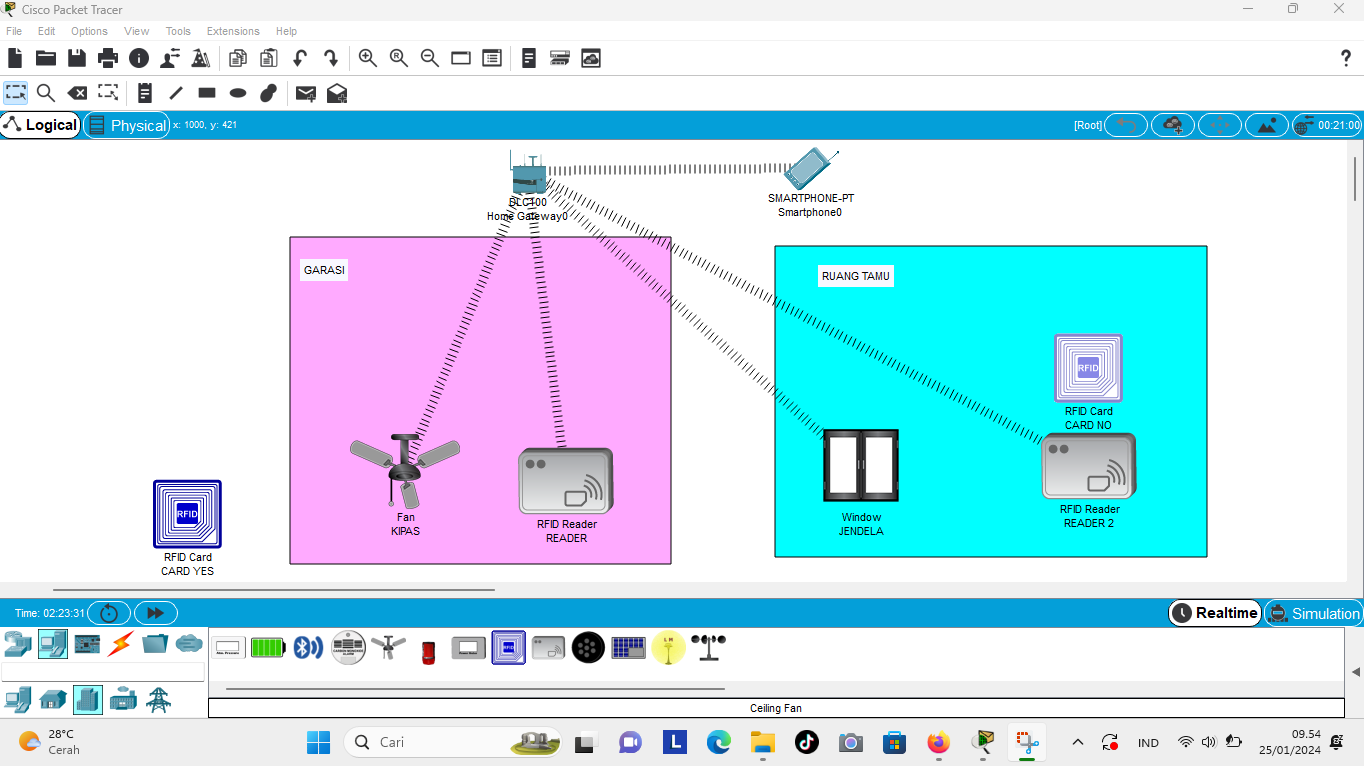 Cisco Packet Tracer
File Edit Options View Tools Extensions Help
Logical Physical x: 1000, y: 421 [Root] 00:21:00
DLC100
Home Gateway0
SMARTPHONE-PT
Smartphone0
GARASI
RUANG TAMU
RFID
RFID Card
CARD NO
Fan
KIPAS
RFID Reader
READER
Window
JENDELA
RFID Reader
READER 2
RFID
RFID Card
CARD YES
Time: 02:23:31 Realtime Simulation
Ceiling Fan
28°C
Cerah
Cari
L
IND
09.54
25/01/2024